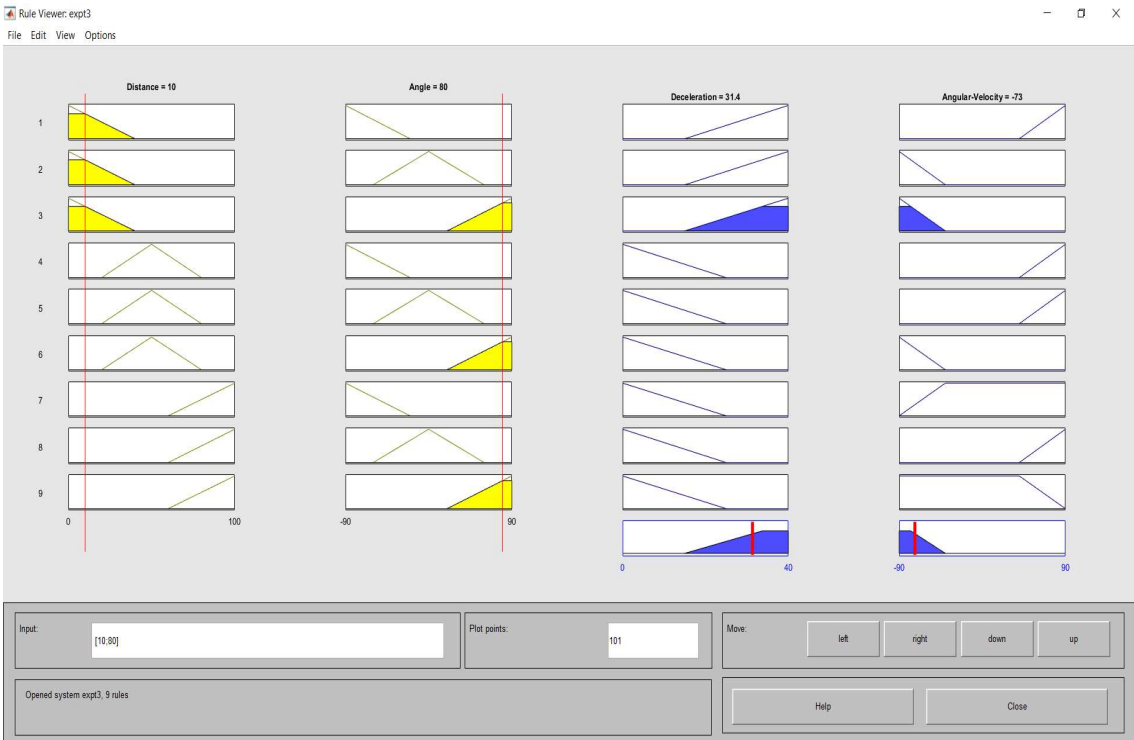 Rule Viewer: expt3
File Edit View Options
Distance = 10
Angle = 80
Deceleration = 31.4
Angular-Velocity = -73
1
2
3
4
5
6
7
8
9
0 100
-90 90
0 40
-90 90
Input:
[10;80]
Plot points:
101
Move:
left right down up
Opened system expt3, 9 rules
Help Close